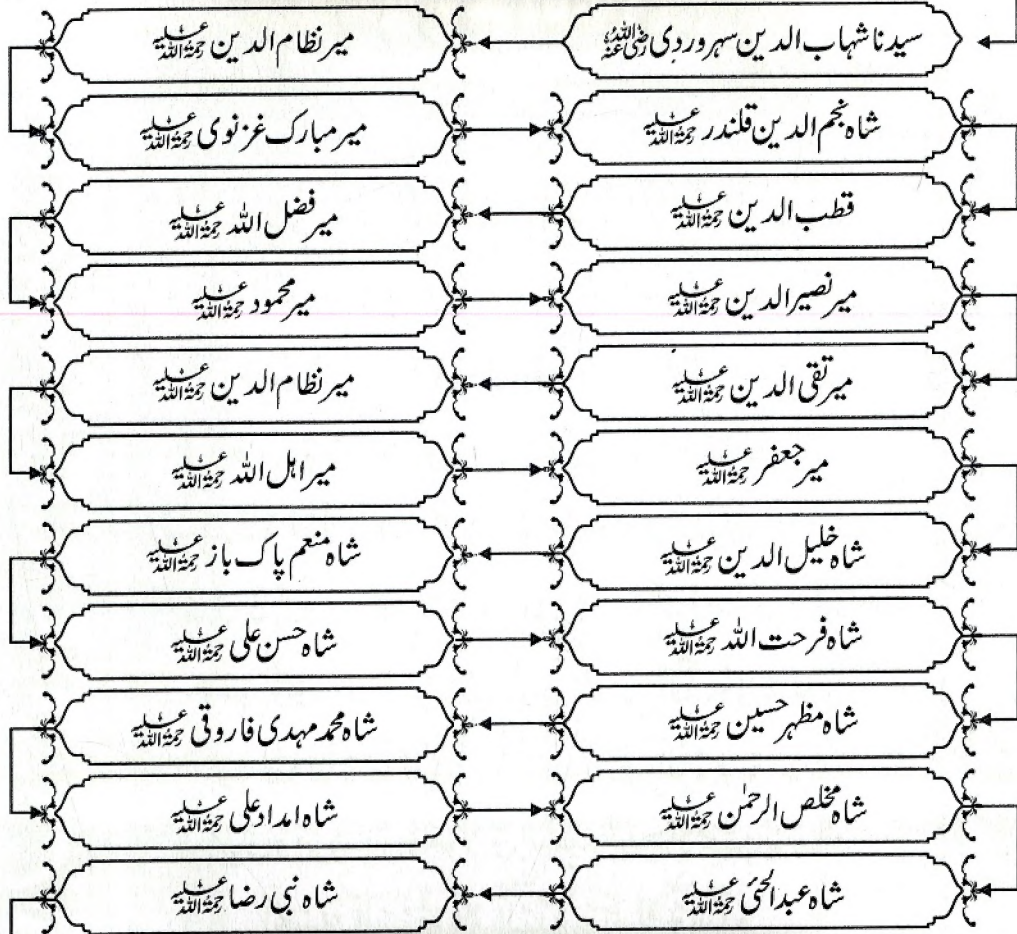 سیدنا شہاب الدین سہروردی رضی اللہ عنہ
میر نظام الدین رحمۃ اللہ علیہ
میر مبارک غزنوی رحمۃ اللہ علیہ
شاہ نجم الدین قلندر رحمۃ اللہ علیہ
قطب الدین رحمۃ اللہ علیہ
میر فضل اللہ رحمۃ اللہ علیہ
میر محمود رحمۃ اللہ علیہ
میر نصیر الدین رحمۃ اللہ علیہ
میر تقی الدین رحمۃ اللہ علیہ
میر نظام الدین رحمۃ اللہ علیہ
میر اہل اللہ رحمۃ اللہ علیہ
میر جعفر رحمۃ اللہ علیہ
شاہ خلیل الدین رحمۃ اللہ علیہ
شاہ منعم پاک باز رحمۃ اللہ علیہ
شاہ حسن علی رحمۃ اللہ علیہ
شاہ فرحت اللہ رحمۃ اللہ علیہ
شاہ مظہر حسین رحمۃ اللہ علیہ
شاہ محمد مہدی فاروقی رحمۃ اللہ علیہ
شاہ امداد علی رحمۃ اللہ علیہ
شاہ مخلص الرحمٰن رحمۃ اللہ علیہ
شاہ عبدالحئی رحمۃ اللہ علیہ
شاہ نبی رضا رحمۃ اللہ علیہ